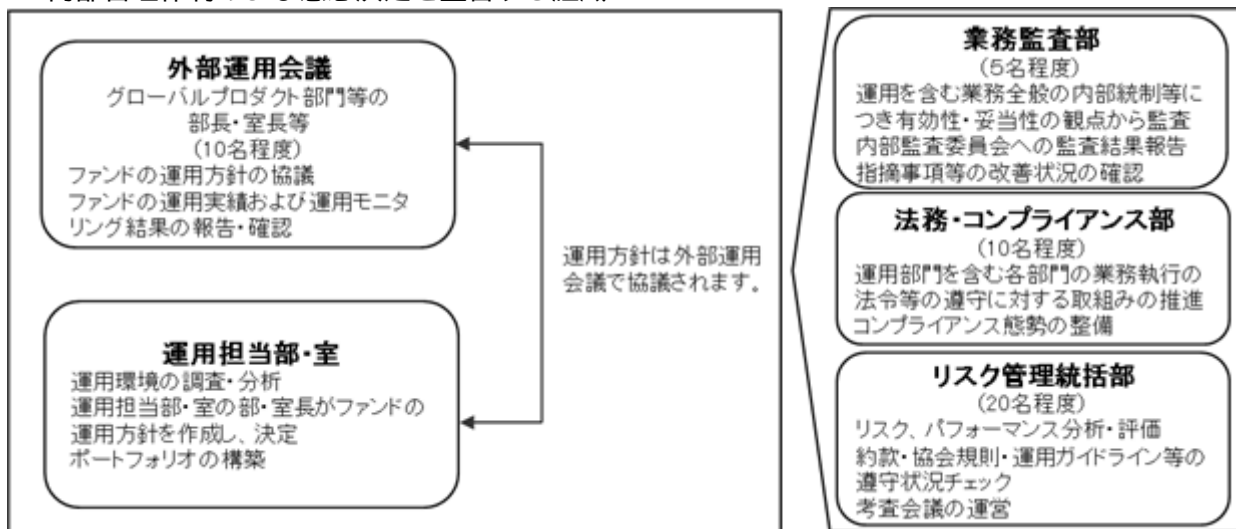 外部運用会議
グローバルプロダクト部門等の
部長・室長等
(10名程度)
ファンドの運用方針の協議
ファンドの運用実績および運用モニタ
リング結果の報告・確認
運用方針は外部運用
会議で協議されます。
運用担当部・室
運用環境の調査・分析
運用担当部・室の部・室長がファンドの
運用方針を作成し、決定
ポートフォリオの構築
業務監査部
(5名程度)
運用を含む業務全般の内部統制等に
つき有効性・妥当性の観点から監査
内部監査委員会への監査結果報告
指摘事項等の改善状況の確認
法務・コンプライアンス部
(10名程度)
運用部門を含む各部門の業務執行の
法令等の遵守に対する取組みの推進
コンプライアンス態勢の整備
リスク管理統括部
(20名程度)
リスク、パフォーマンス分析・評価
約款・協会規則・運用ガイドライン等の
遵守状況チェック
考査会議の運営